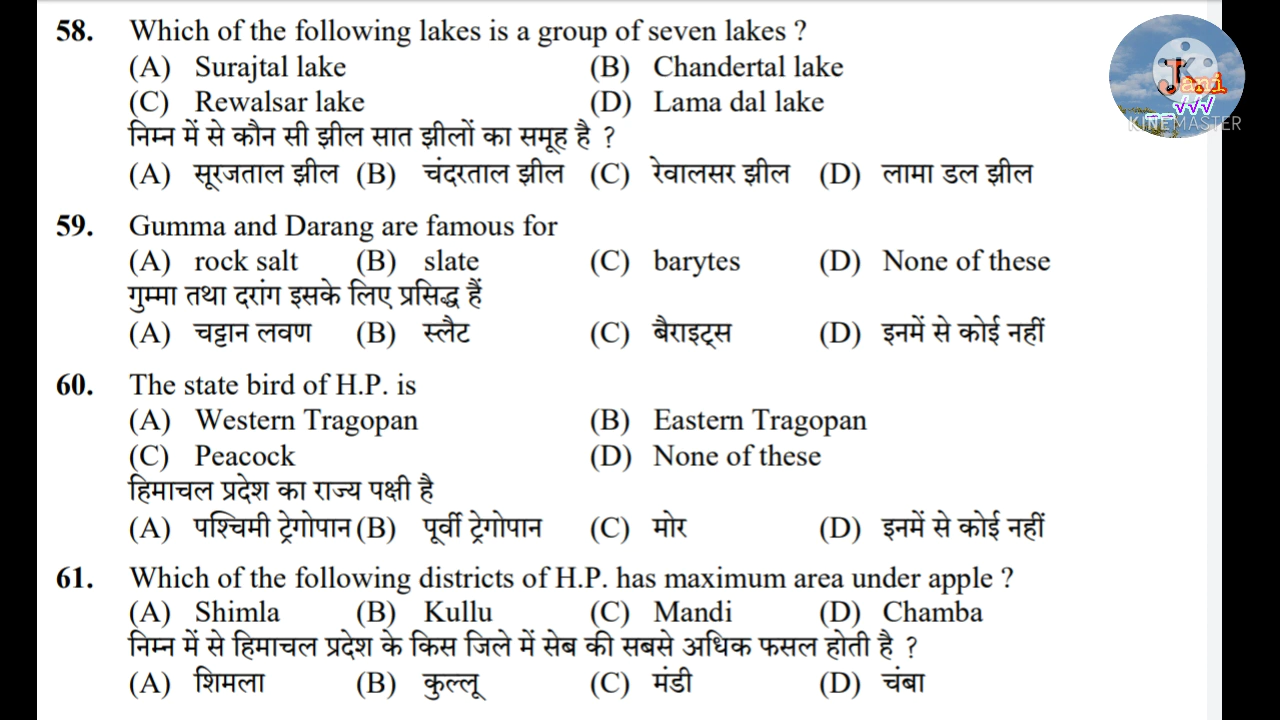 58. Which of the following lakes is a group of seven lakes ?
(A) Surajtal lake (B) Chandertal lake
(C) Rewalsar lake (D) Lama dal lake
निम्न में से कौन सी झील सात झीलों का समूह है ?
(A) सूरजताल झील (B) चंदरताल झील (C) रेवालसर झील (D) लामा डल झील
59. Gumma and Darang are famous for
(A) rock salt (B) slate (C) barytes (D) None of these
गुम्मा तथा दरांग इसके लिए प्रसिद्ध हैं
(A) चट्टान लवण (B) स्लैट (C) बैराइट्स (D) इनमें से कोई नहीं
60. The state bird of H.P. is
(A) Western Tragopan (B) Eastern Tragopan
(C) Peacock (D) None of these
हिमाचल प्रदेश का राज्य पक्षी है
(A) पश्चिमी ट्रेगोपान (B) पूर्वी ट्रेगोपान (C) मोर (D) इनमें से कोई नहीं
61. Which of the following districts of H.P. has maximum area under apple ?
(A) Shimla (B) Kullu (C) Mandi (D) Chamba
निम्न में से हिमाचल प्रदेश के किस जिले में सेब की सबसे अधिक फसल होती है ?
(A) शिमला (B) कुल्लू (C) मंडी (D) चंबा
Jani
KINEMASTER